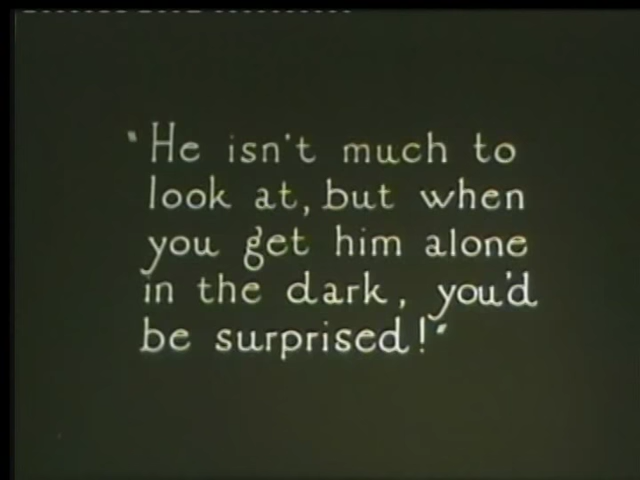 "He isn't much to
look at, but when
you get him alone
in the dark, you'd
be surprised!"